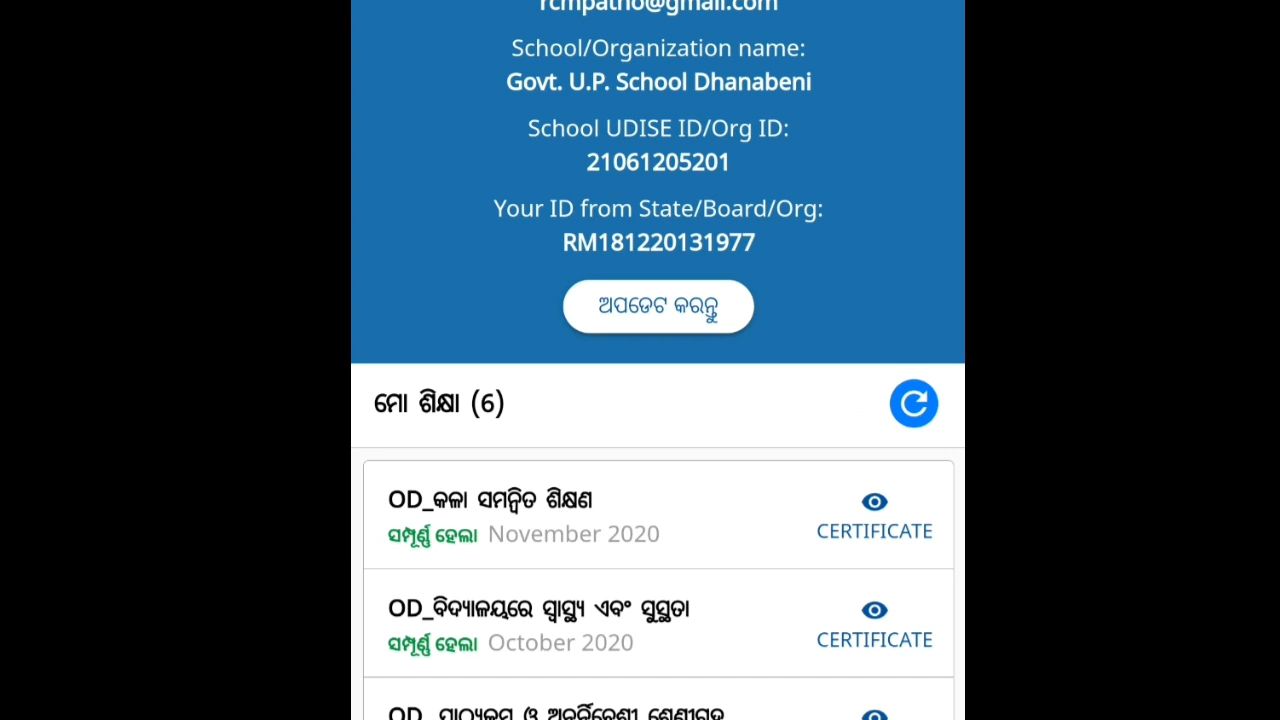 School/Organization name:
Govt. U.P. School Dhanabeni
School UDISE ID/Org ID:
21061205201
Your ID from State/Board/Org:
RM181220131977
ଅପଡେଟ କରନ୍ତୁ
ମୋ ଶିକ୍ଷା (6)
OD_କଳା ସମନ୍ୱିତ ଶିକ୍ଷଣ
ସମ୍ପୂର୍ଣ୍ଣ ହେଲା November 2020
CERTIFICATE
OD_ବିଦ୍ୟାଳୟରେ ସ୍ୱାସ୍ଥ୍ୟ ଏବଂ ସୁସ୍ଥତା
ସମ୍ପୂର୍ଣ୍ଣ ହେଲା October 2020
CERTIFICATE